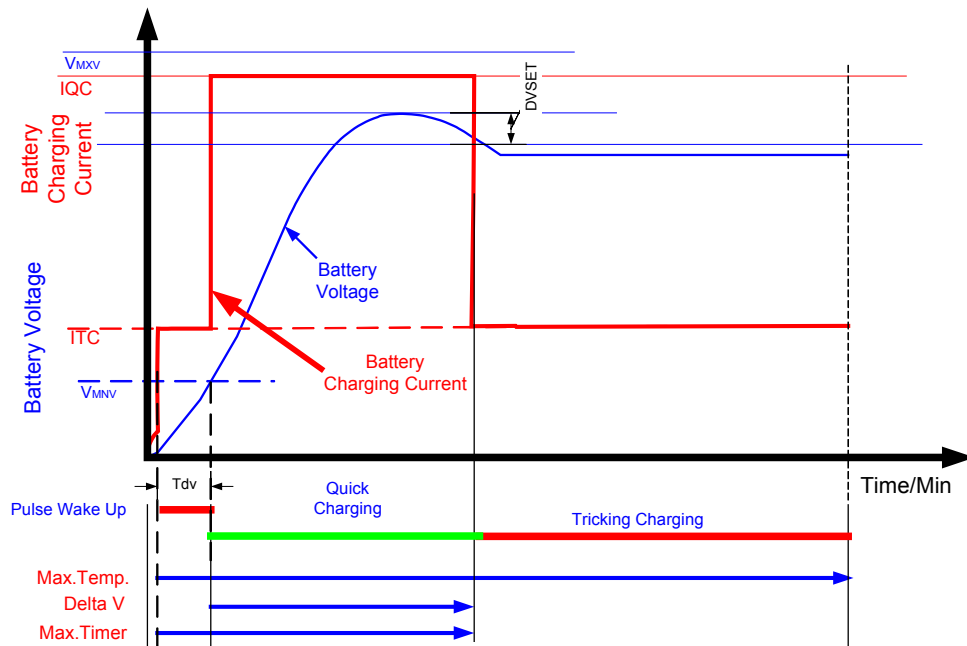 VMXV
IQC
DVSET
Battery
Charging
Current
Battery Voltage
Battery
Voltage
ITC
Battery
Charging Current
VMNV
Time/Min
Tdv
Pulse Wake Up
Quick
Charging
Tricking Charging
Max.Temp.
Delta V
Max.Timer